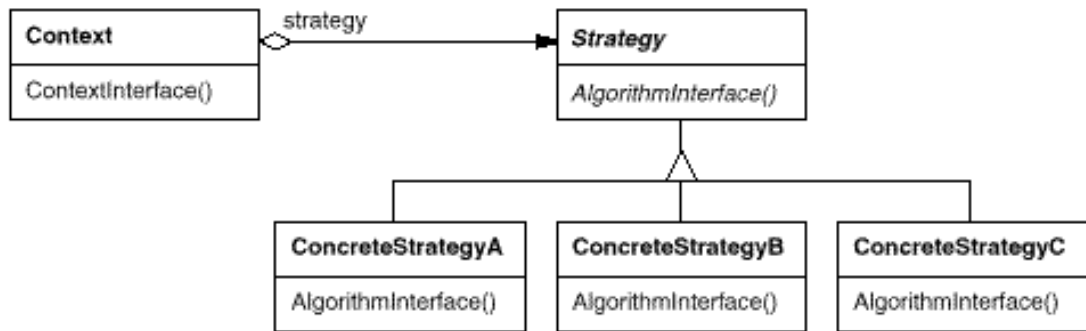 Context
ContextInterface()
strategy
Strategy
AlgorithmInterface()
ConcreteStrategyA
AlgorithmInterface()
ConcreteStrategyB
AlgorithmInterface()
ConcreteStrategyC
AlgorithmInterface()